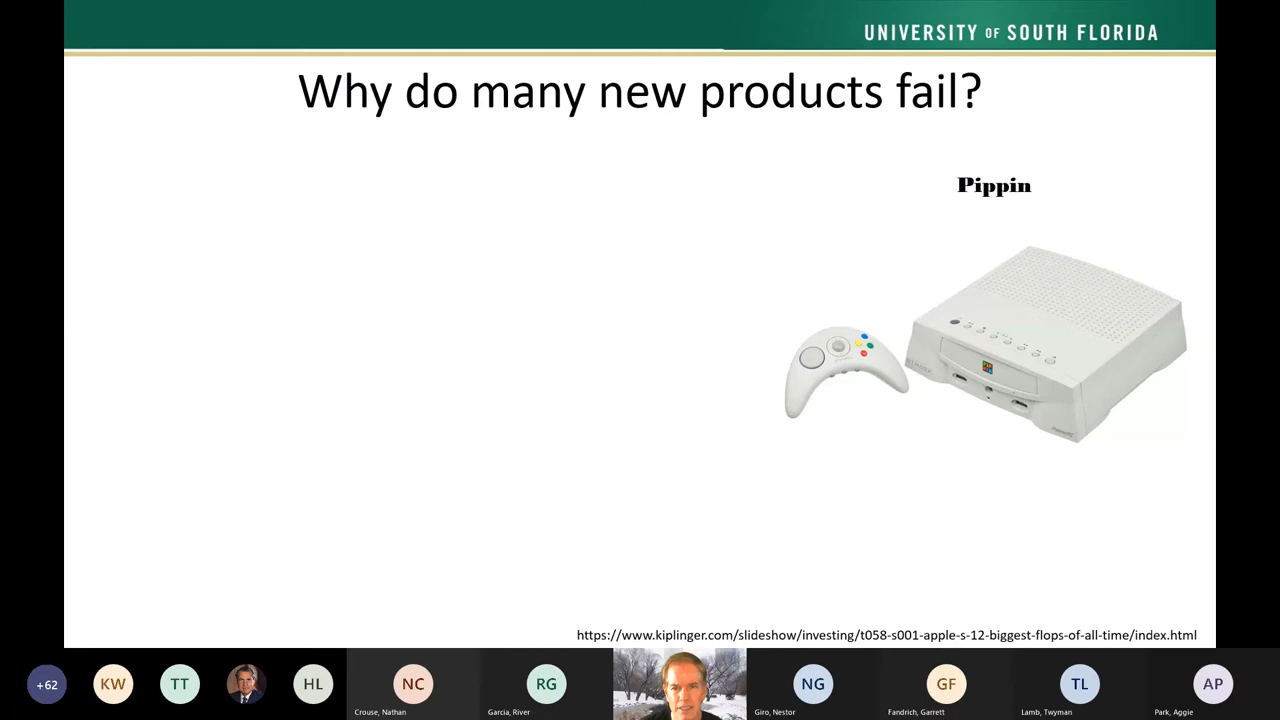 UNIVERSITY OF SOUTH FLORIDA
Why do many new products fail?
Pippin
https://www.kiplinger.com/slideshow/investing/t058-s001-apple-s-12-biggest-flops-of-all-time/index.html
+62
KW
TT
HL
NC
RG
NG
FG
TL
AP
Crouse, Nathan
Garcia, River
Giro, Nestor
Fandrich, Garrett
Lamb, Twyman
Park, Aggie